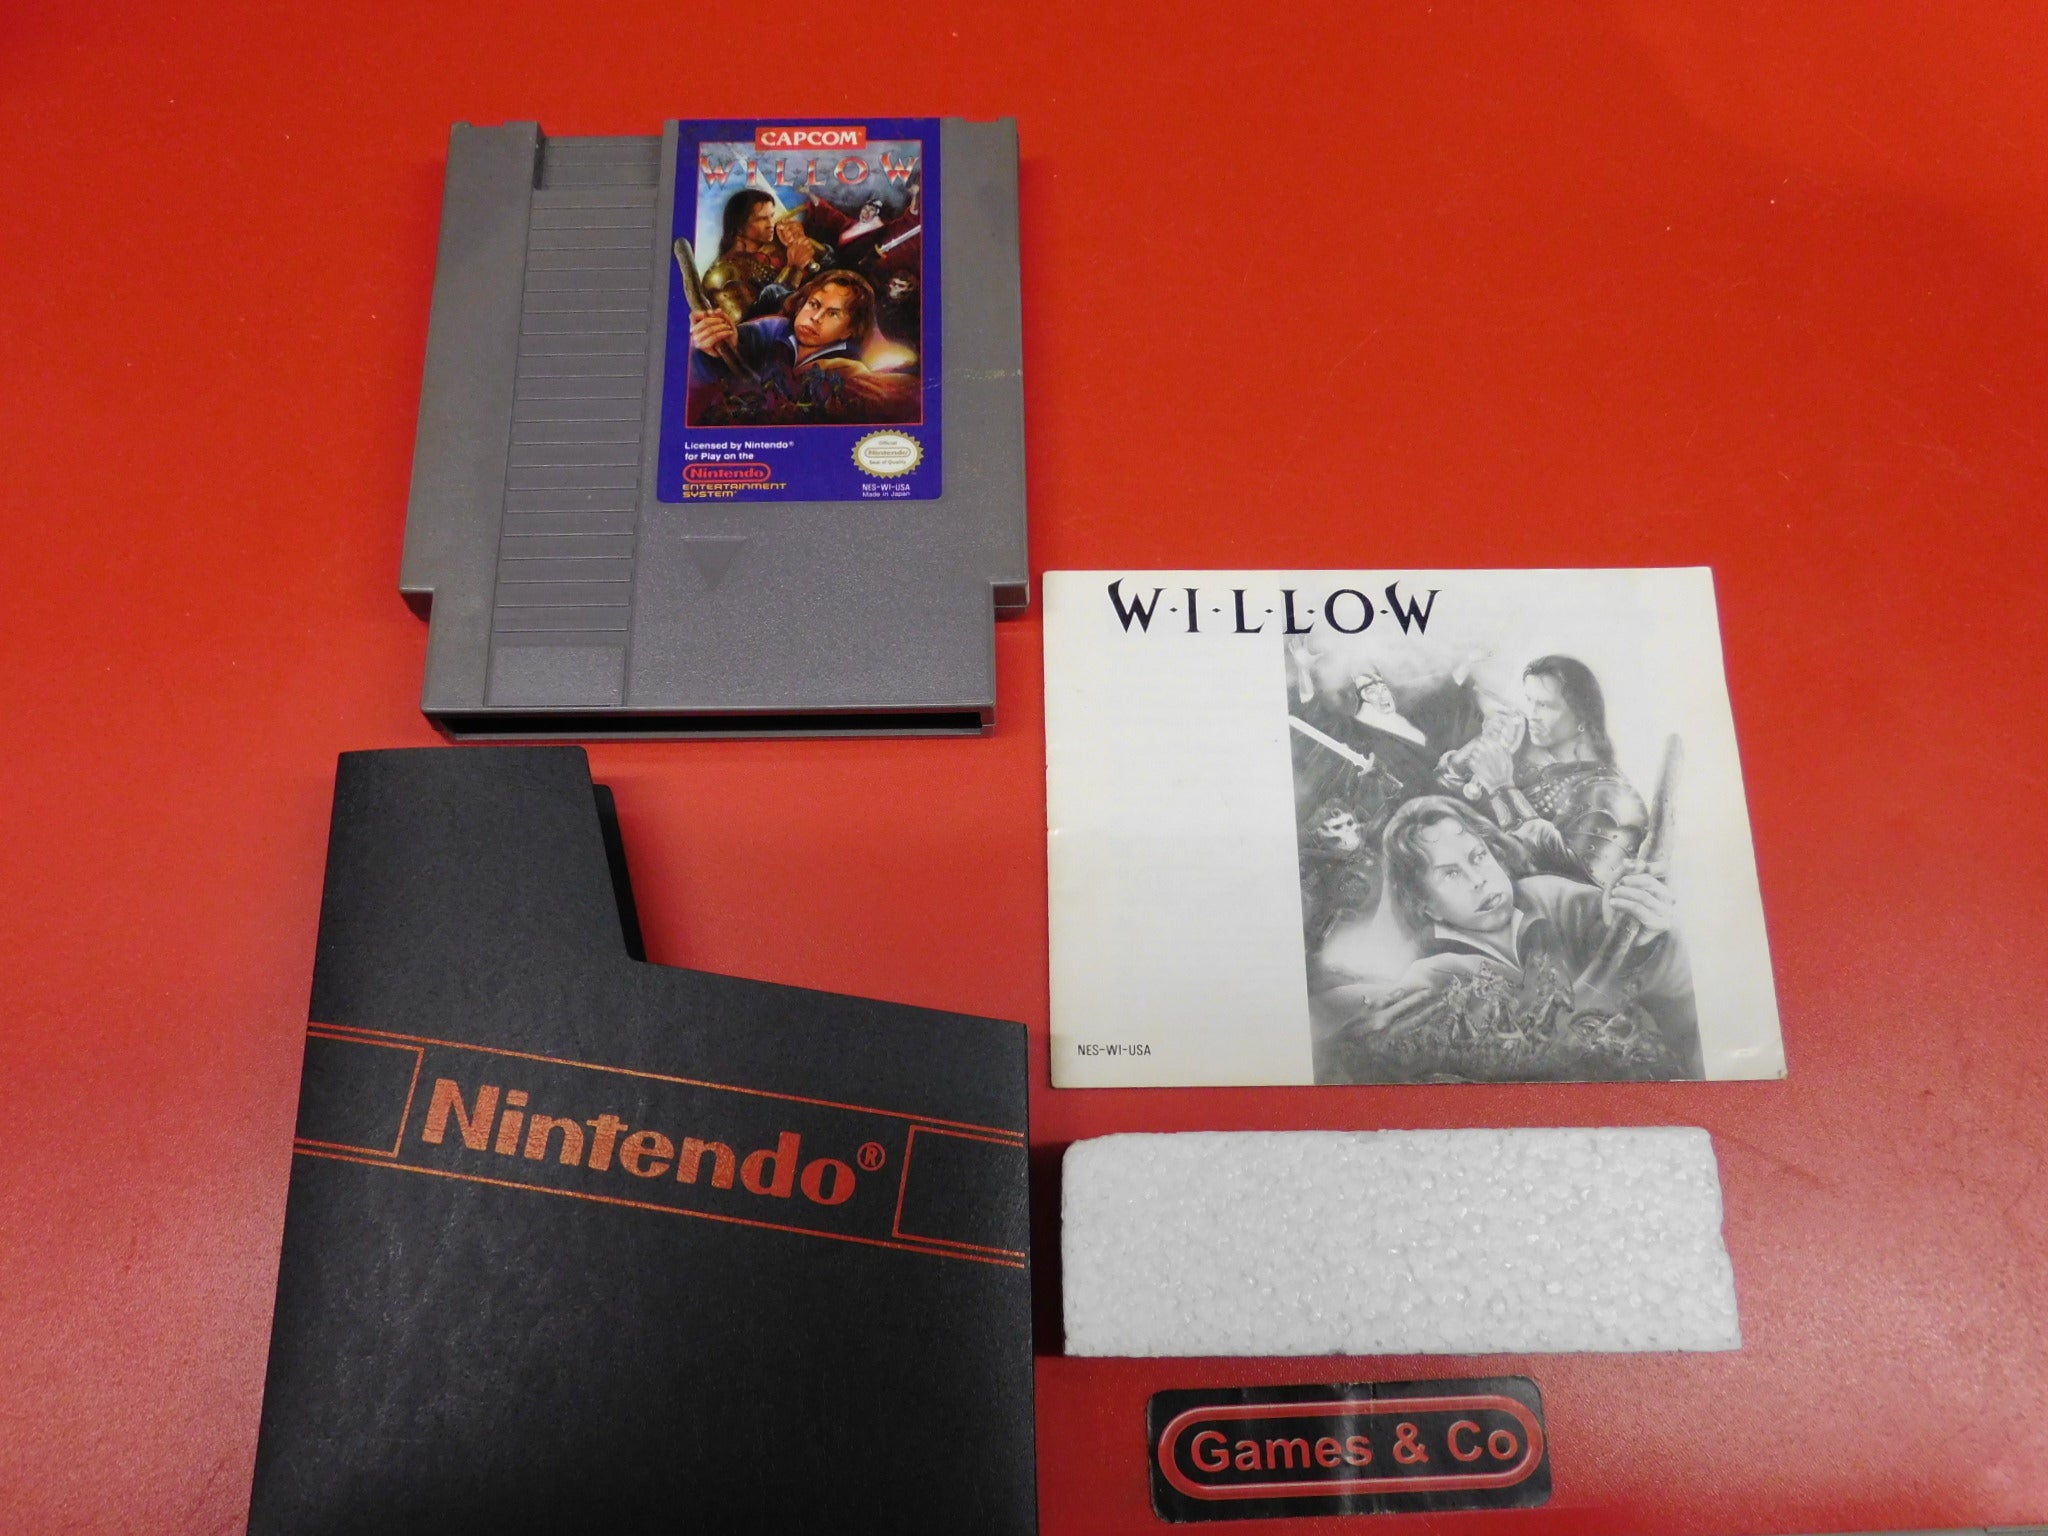 CAPCOM
W·I·L·L·O·W
Licensed by Nintendo®
for Play on the
Nintendo
ENTERTAINMENT
SYSTEM
Official
Nintendo
Seal of Quality
NES-WI-USA
Made in Japan
W·I·L·L·O·W
NES-WI-USA
Nintendo®
Games & Co